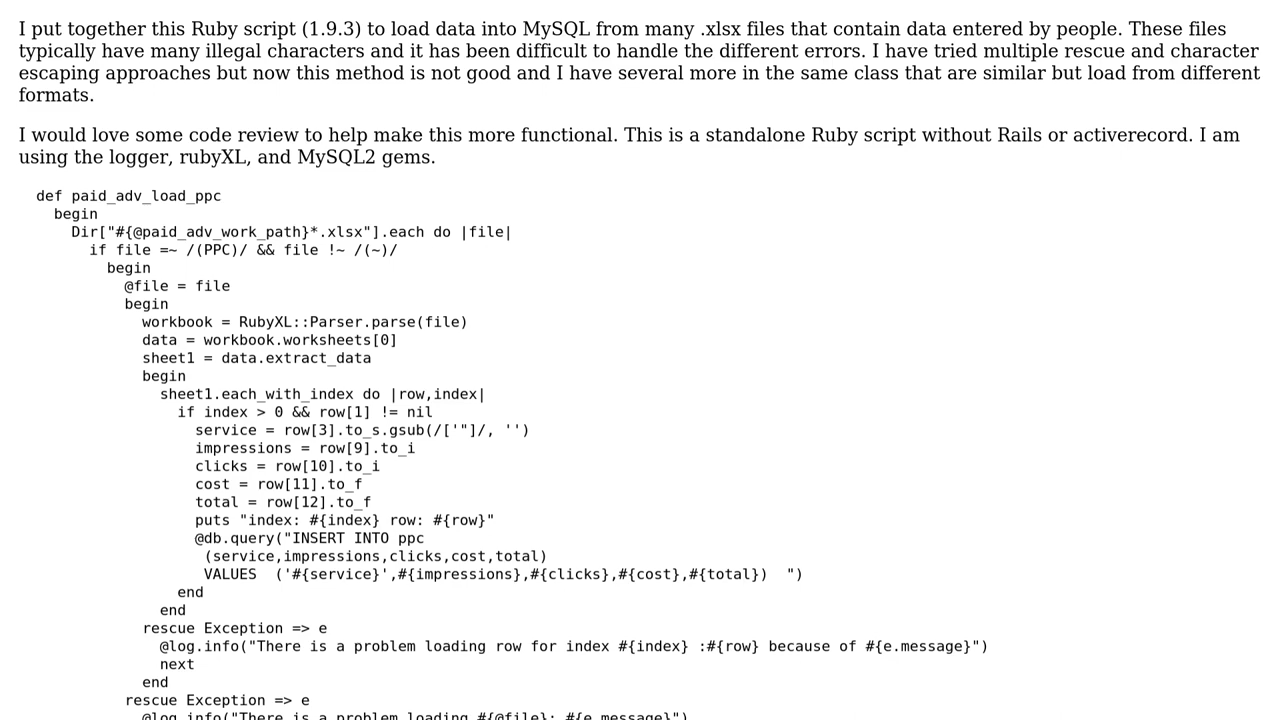 I put together this Ruby script (1.9.3) to load data into MySQL from many .xlsx files that contain data entered by people. These files
typically have many illegal characters and it has been difficult to handle the different errors. I have tried multiple rescue and character
escaping approaches but now this method is not good and I have several more in the same class that are similar but load from different
formats.
I would love some code review to help make this more functional. This is a standalone Ruby script without Rails or activerecord. I am
using the logger, rubyXL, and MySQL2 gems.
def paid_adv_load_ppc
  begin
    Dir["#{@paid_adv_work_path}*.xlsx"].each do |file|
      if file =~ /(PPC)/ && file !~ /(~)/
        begin
          @file = file
          begin
            workbook = RubyXL::Parser.parse(file)
            data = workbook.worksheets[0]
            sheet1 = data.extract_data
            begin
              sheet1.each_with_index do |row,index|
                if index > 0 && row[1] != nil
                  service = row[3].to_s.gsub(/['"]/, '')
                  impressions = row[9].to_i
                  clicks = row[10].to_i
                  cost = row[11].to_f
                  total = row[12].to_f
                  puts "index: #{index} row: #{row}"
                  @db.query("INSERT INTO ppc
                   (service,impressions,clicks,cost,total)
                   VALUES  ('#{service}',#{impressions},#{clicks},#{cost},#{total})  ")
                end
              end
            rescue Exception => e
              @log.info("There is a problem loading row for index #{index} :#{row} because of #{e.message}")
              next
            end
          rescue Exception => e
            @log.info("There is a problem loading #{@file}: #{e.message}")